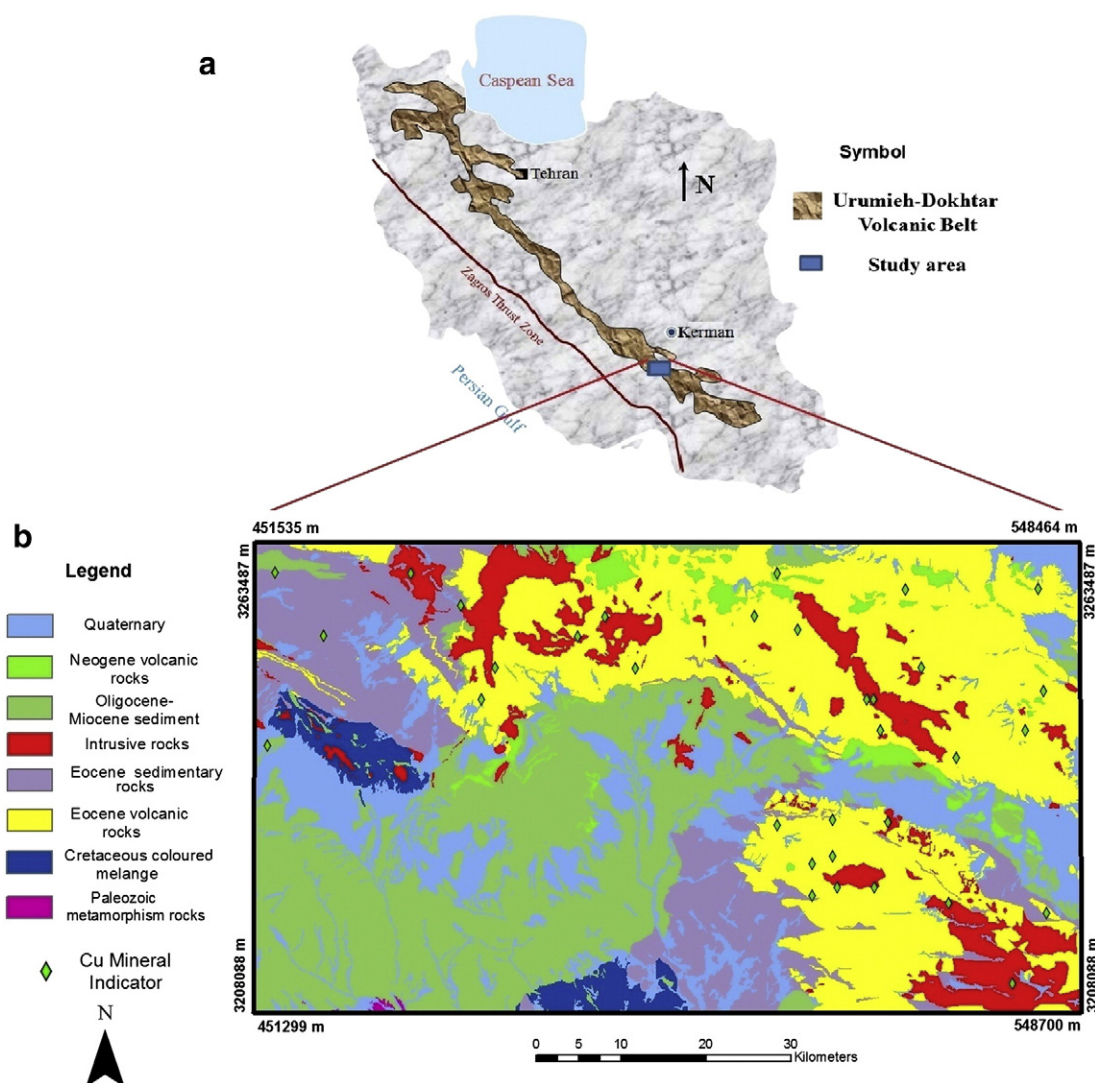 a
Caspean Sea
Tehran
N
Zagros Thrust Zone
Persian Gulf
Kerman
Symbol
Urumieh-Dokhtar
Volcanic Belt
Study area
b
Legend
Quaternary
Neogene volcanic
rocks
Oligocene-
Miocene sediment
Intrusive rocks
Eocene sedimentary
rocks
Eocene volcanic
rocks
Cretaceous coloured
melange
Paleozoic
metamorphism rocks
Cu Mineral
Indicator
N
451535 m
548464 m
3263487 m
3263487 m
3208088 m
3208088 m
451299 m
548700 m
0 5 10 20 30
Kilometers